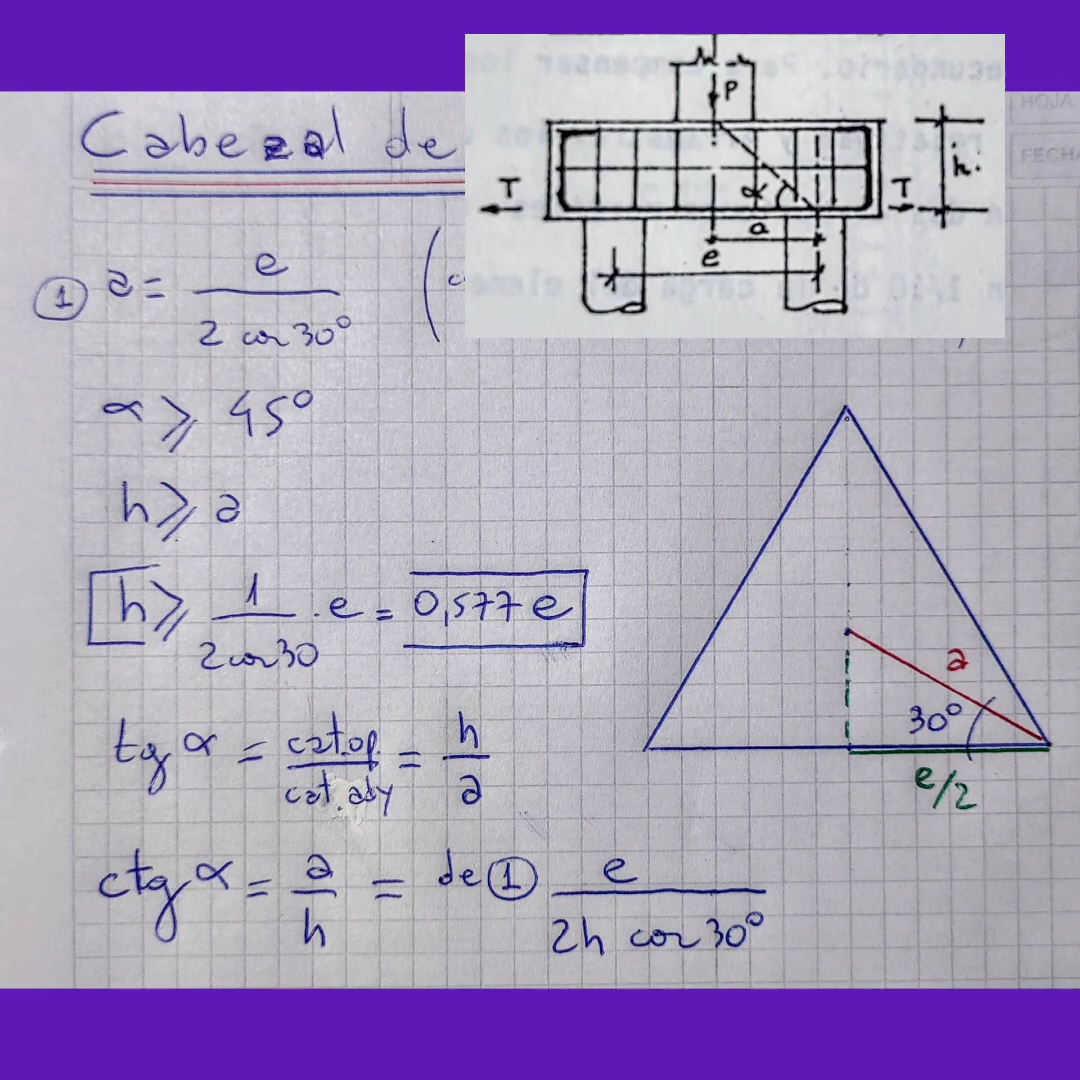 Cabezal de
① a = e / (2 cos 30°)
α ≥ 45°
h ≥ a
h ≥ 1 / (2 cos 30) · e = 0,577 e
tg α = cat.op. / cat.ady = h / a
ctg α = a / h = de ① e / (2h cos 30°)
P
T
α
T
h
a
e
HOJA
FECHA
a
30°
e/2